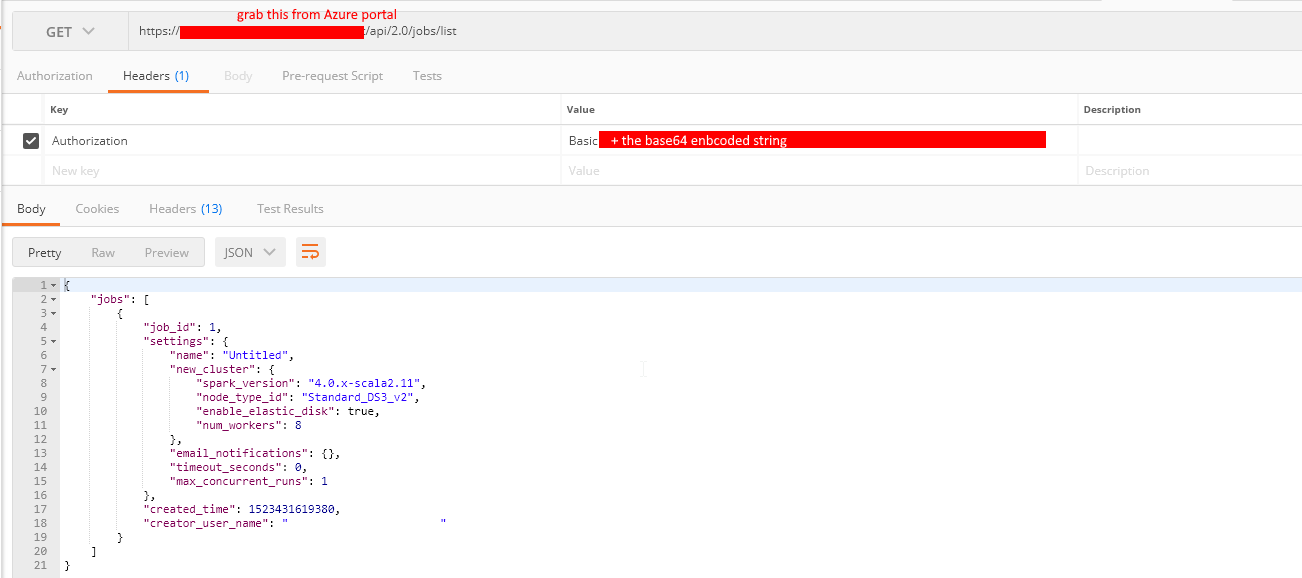 grab this from Azure portal
GET https:// :/api/2.0/jobs/list
Authorization Headers (1) Body Pre-request Script Tests
Key Value Description
Authorization Basic + the base64 enbcoded string
New key Value Description
Body Cookies Headers (13) Test Results
Pretty Raw Preview JSON
1 {
2 "jobs": [
3 {
4 "job_id": 1,
5 "settings": {
6 "name": "Untitled",
7 "new_cluster": {
8 "spark_version": "4.0.x-scala2.11",
9 "node_type_id": "Standard_DS3_v2",
10 "enable_elastic_disk": true,
11 "num_workers": 8
12 },
13 "email_notifications": {},
14 "timeout_seconds": 0,
15 "max_concurrent_runs": 1
16 },
17 "created_time": 1523431619380,
18 "creator_user_name": " "
19 }
20 ]
21 }